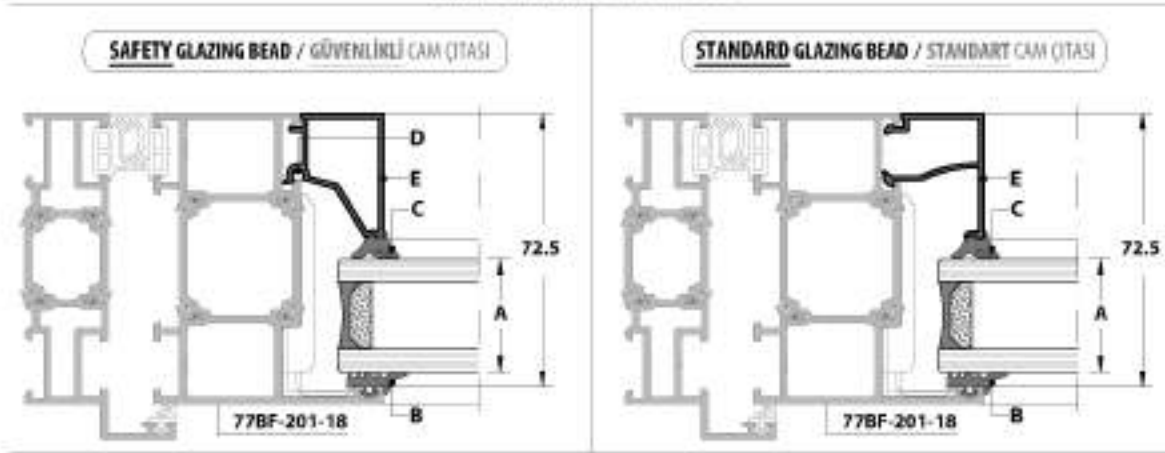 SAFETY GLAZING BEAD / GÜVENLİKLİ CAM ÇITASI
D
E
C
72.5
A
B
77BF-201-18
STANDARD GLAZING BEAD / STANDART CAM ÇITASI
E
C
72.5
A
B
77BF-201-18